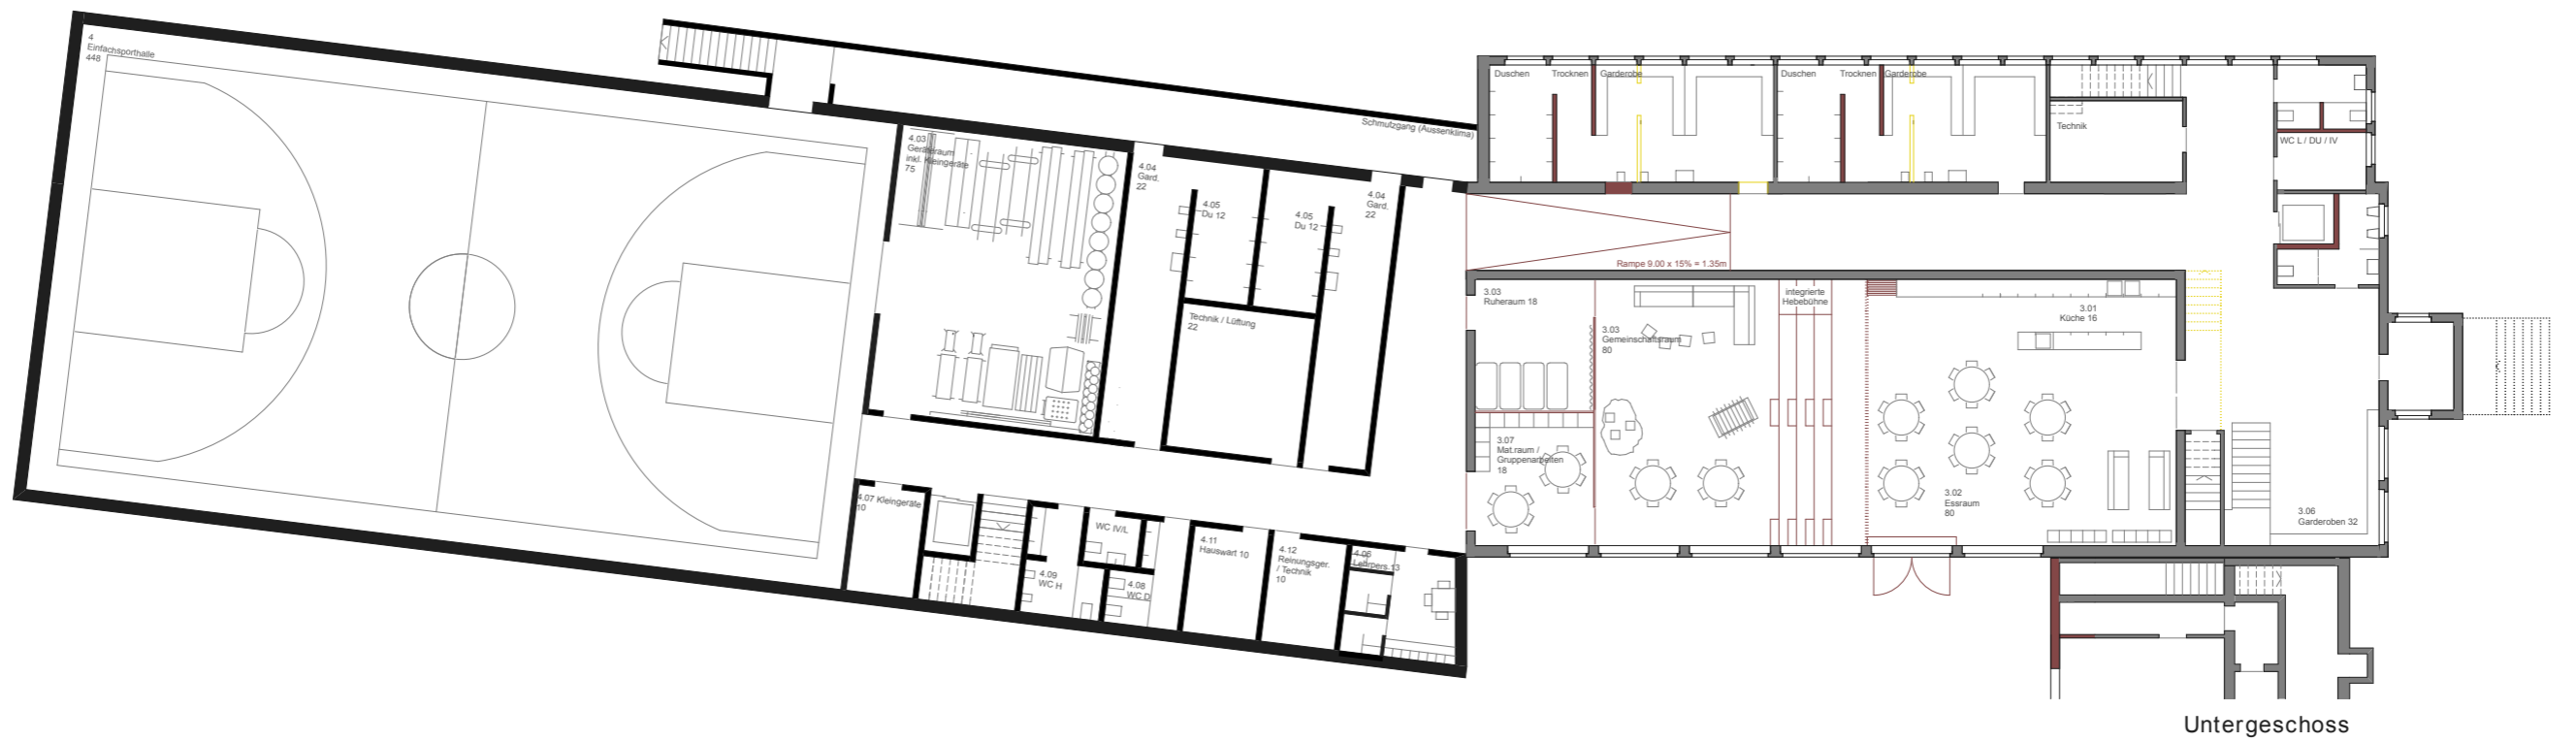 4
Einfachsporthalle
448
Schmutzgang (Aussenklima)
4.03
Geräteraum
inkl. Kleingeräte
75
4.04
Gard.
22
4.05
Du 12
4.05
Du 12
4.04
Gard.
22
Technik / Lüftung
22
4.07 Kleingeräte
10
4.09
WC H
WC IV/L
4.08
WC D
4.11
Hauswart 10
4.12
Reinungsger.
/ Technik
10
4.06
Lehrpers.13
Duschen
Trocknen
Garderobe
Duschen
Trocknen
Garderobe
Technik
WC L / DU / IV
Rampe 9.00 x 15% = 1.35m
3.03
Ruheraum 18
3.03
Gemeinschaftsraum
80
integrierte
Hebebühne
3.01
Küche 16
3.07
Mat.raum /
Gruppenarbeiten
18
3.02
Essraum
80
3.06
Garderoben 32
Untergeschoss